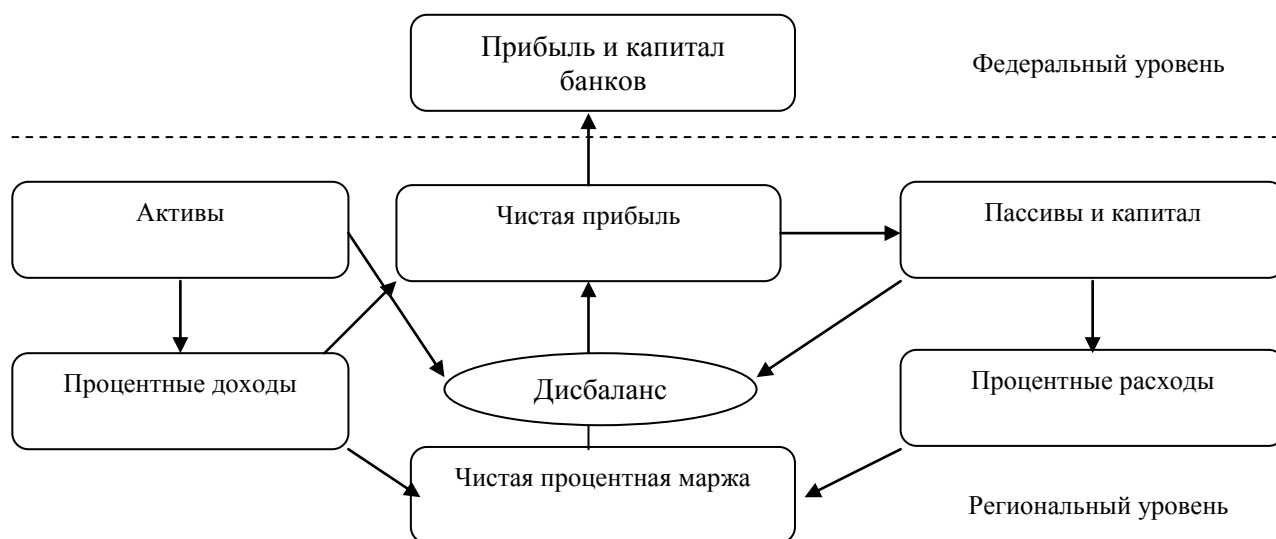 Прибыль и капитал
банков
Федеральный уровень
Активы
Чистая прибыль
Пассивы и капитал
Процентные доходы
Дисбаланс
Процентные расходы
Чистая процентная маржа
Региональный уровень